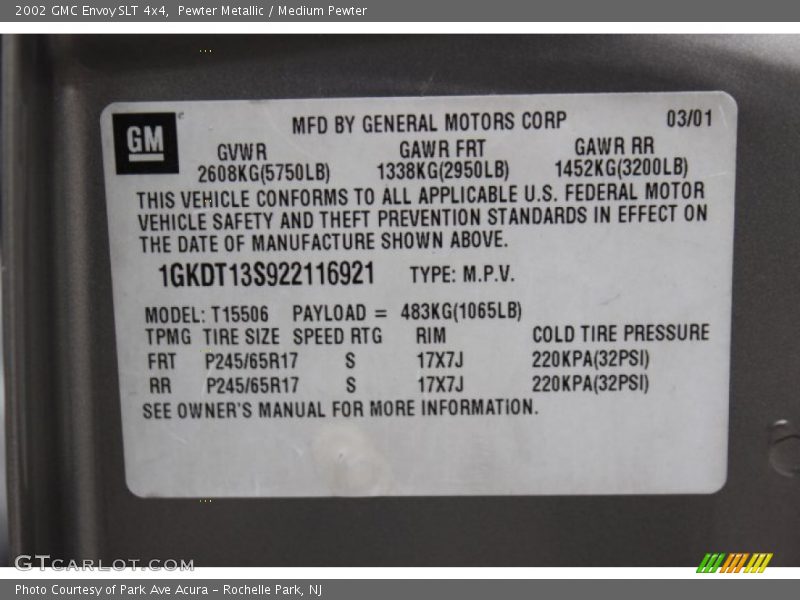 2002 GMC Envoy SLT 4x4, Pewter Metallic / Medium Pewter
GM
MFD BY GENERAL MOTORS CORP 03/01
GVWR GAWR FRT GAWR RR
2608KG(5750LB) 1338KG(2950LB) 1452KG(3200LB)
THIS VEHICLE CONFORMS TO ALL APPLICABLE U.S. FEDERAL MOTOR
VEHICLE SAFETY AND THEFT PREVENTION STANDARDS IN EFFECT ON
THE DATE OF MANUFACTURE SHOWN ABOVE.
1GKDT13S922116921 TYPE: M.P.V.
MODEL: T15506 PAYLOAD = 483KG(1065LB)
TPMG TIRE SIZE SPEED RTG RIM COLD TIRE PRESSURE
FRT P245/65R17 S 17X7J 220KPA(32PSI)
RR P245/65R17 S 17X7J 220KPA(32PSI)
SEE OWNER'S MANUAL FOR MORE INFORMATION.
GTCARLOT.COM
Photo Courtesy of Park Ave Acura - Rochelle Park, NJ